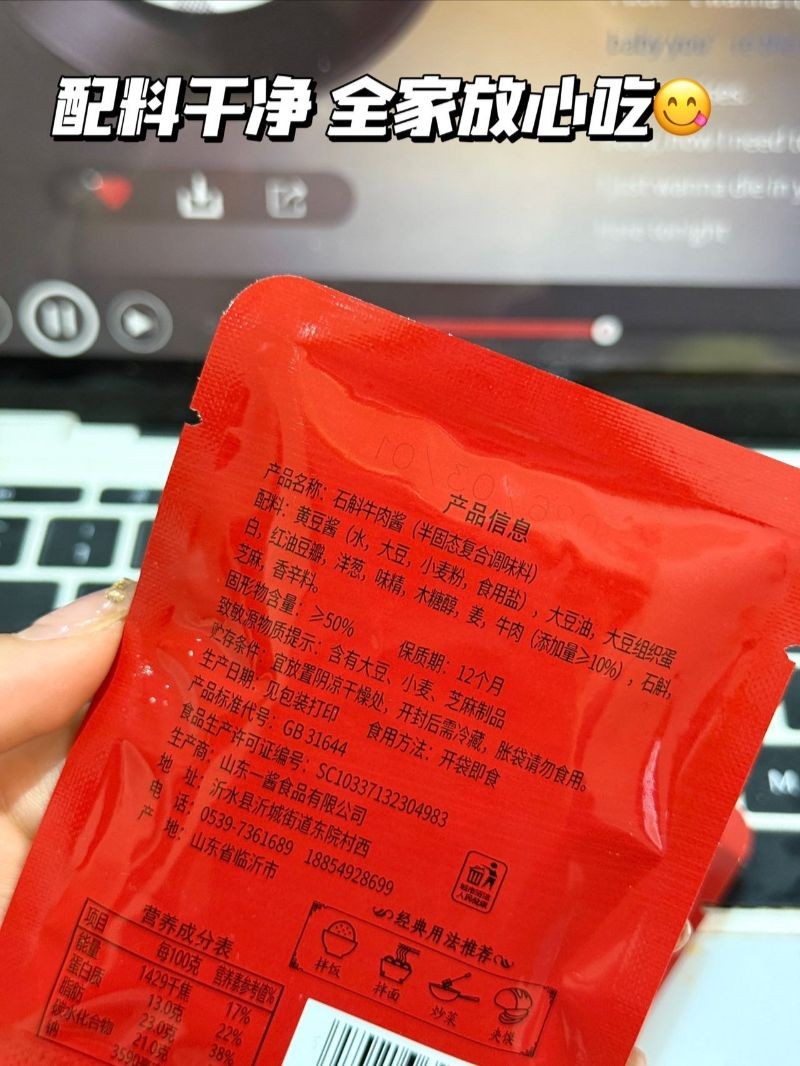 配料干净 全家放心吃
产品信息
产品名称：石斛牛肉酱（半固态复合调味料）
配料：黄豆酱（水，大豆，小麦粉，食用盐），大豆油，大豆组织蛋
白，红油豆瓣，洋葱，味精，木糖醇，姜，牛肉（添加量≥10%），石斛，
芝麻，香辛料。
固形物含量：≥50% 保质期：12个月
致敏源物质提示：含有大豆、小麦、芝麻制品
贮存条件：宜放置阴凉干燥处，开封后需冷藏，胀袋请勿食用。
生产日期：见包装打印 食用方法：开袋即食
产品标准代号：GB 31644
食品生产许可证编号：SC10337132304983
生产商：山东一酱食品有限公司
地 址：沂水县沂城街道东院村西
电 话：0539-7361689 18854928699
产 地：山东省临沂市
经典用法推荐
拌饭 拌面 炒菜 夹馍
营养成分表
项目 每100克 营养素参考值%
能量 1429千焦 17%
蛋白质 13.0克 22%
脂肪 23.0克 38%
碳水化合物 21.0克
钠